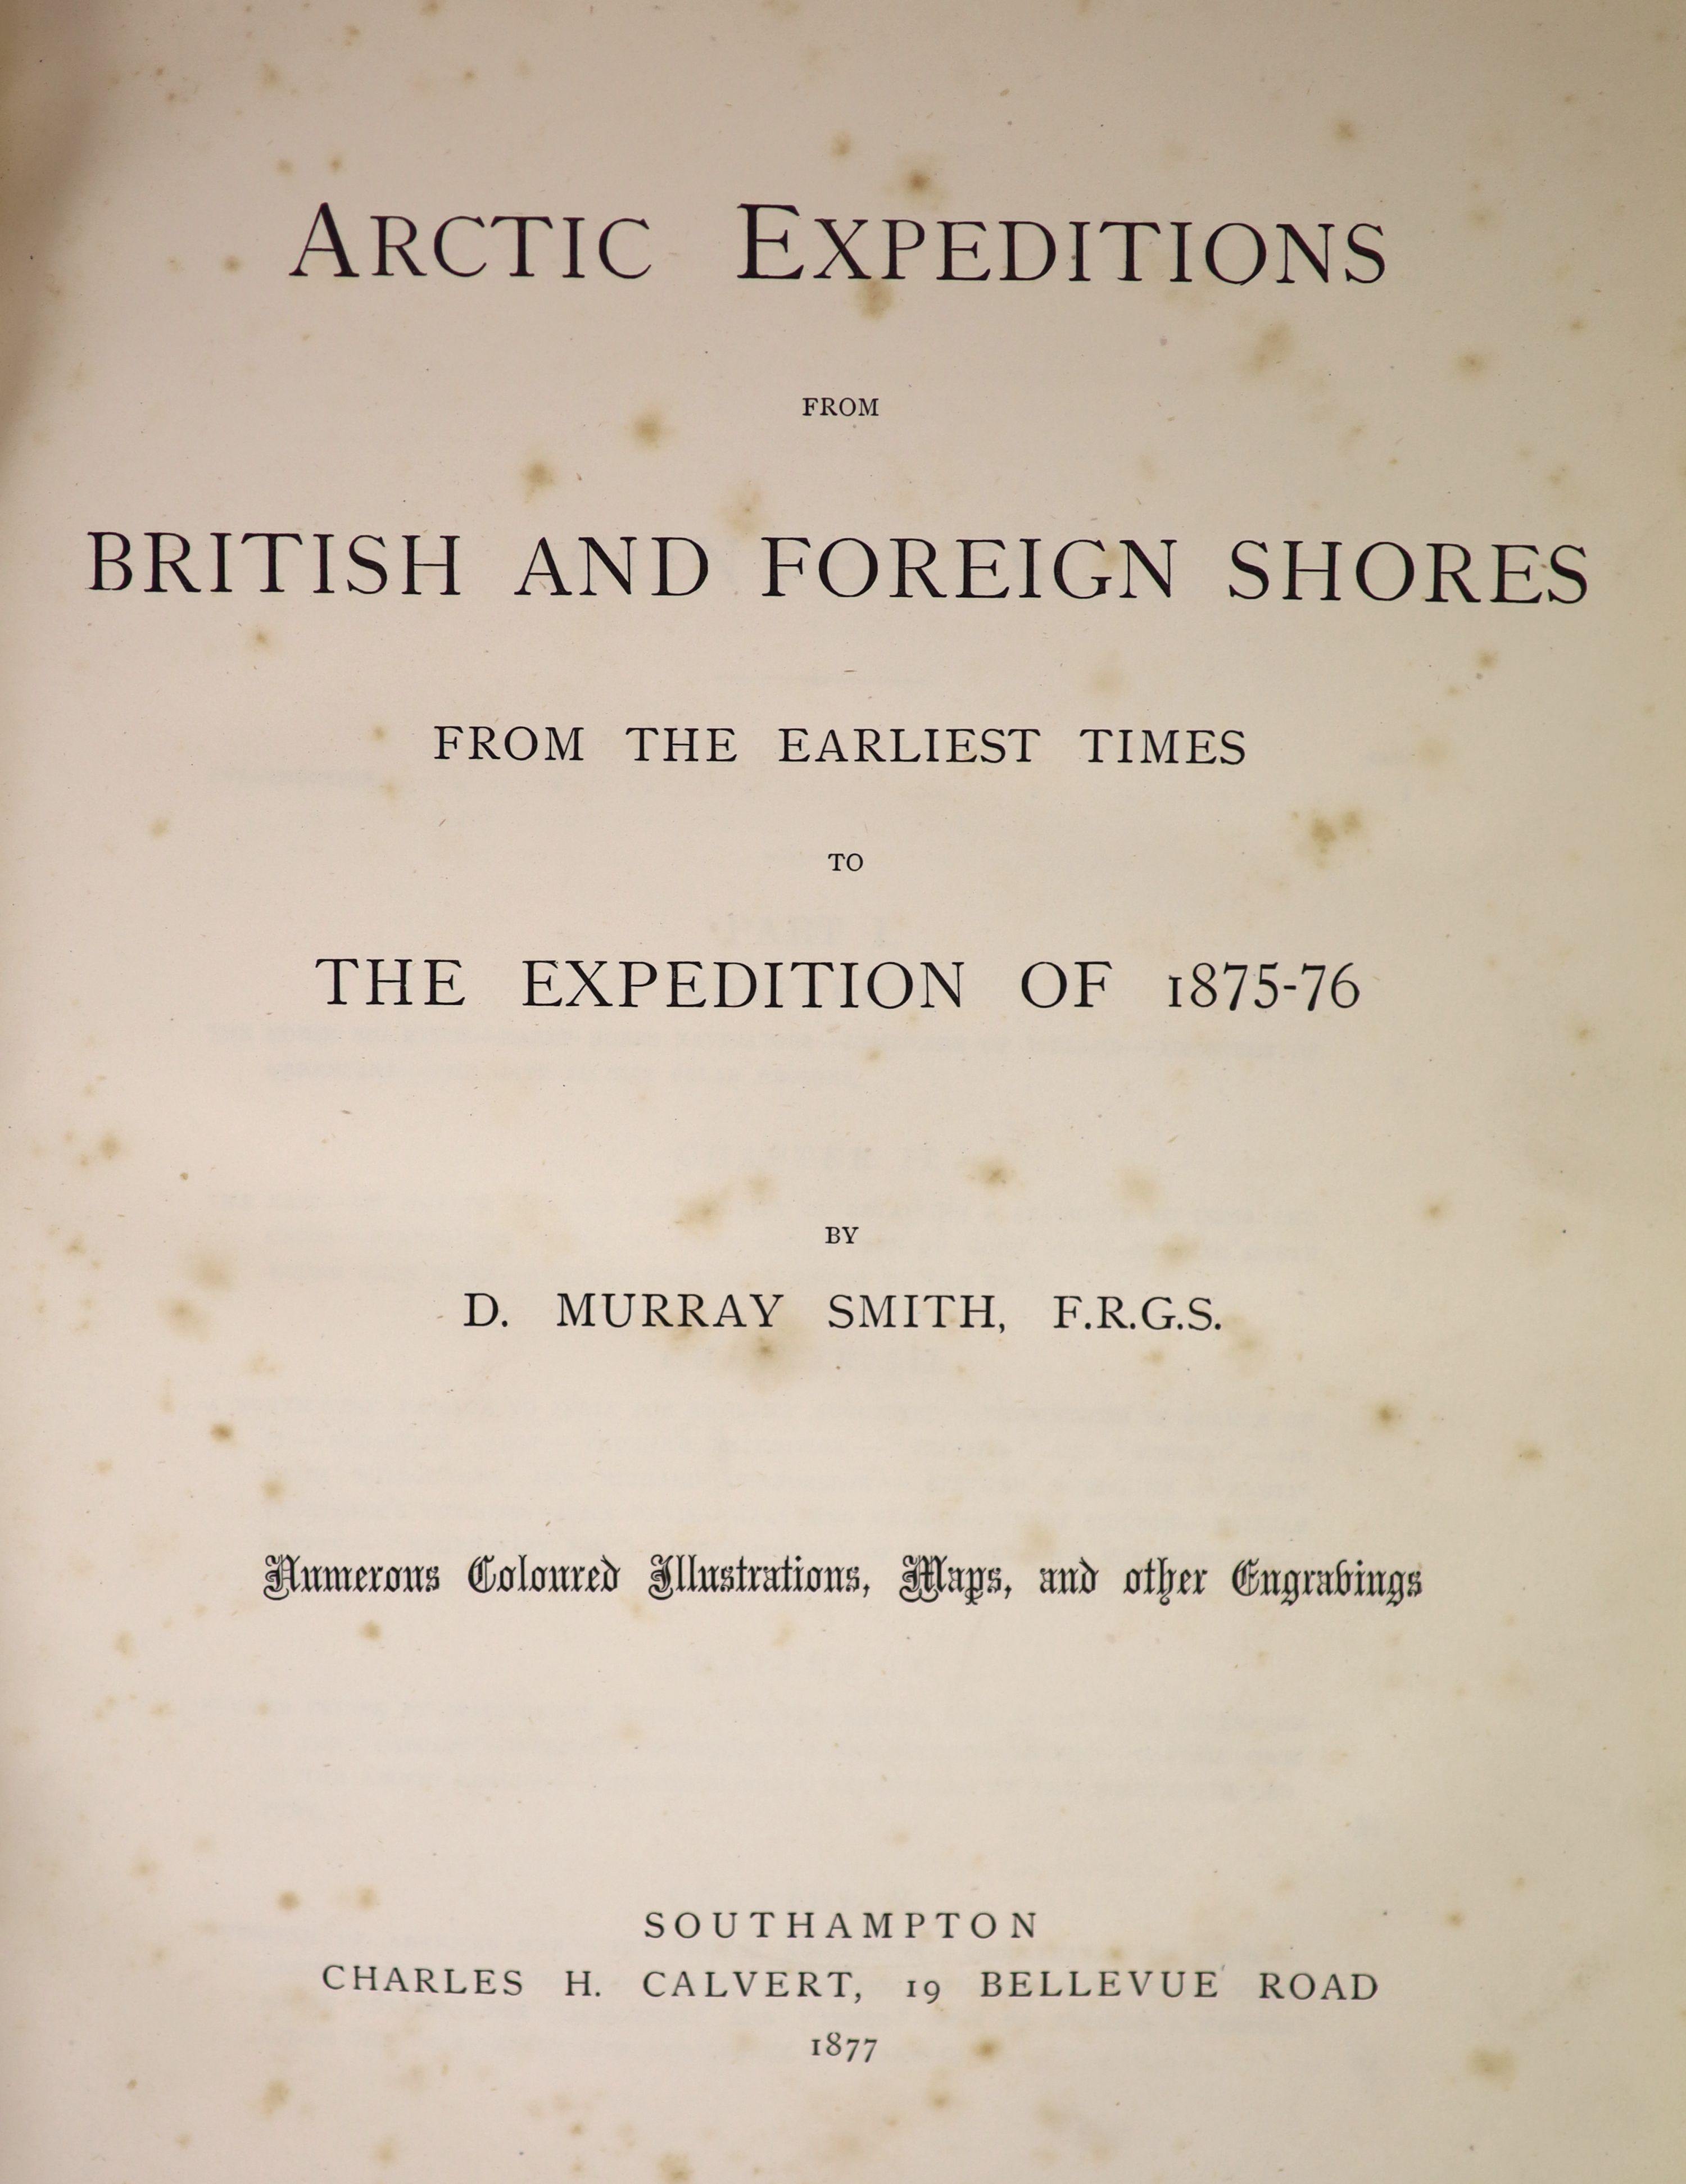 ARCTIC EXPEDITIONS
FROM
BRITISH AND FOREIGN SHORES
FROM THE EARLIEST TIMES
TO
THE EXPEDITION OF 1875-76
BY
D. MURRAY SMITH, F.R.G.S.
Numerous Coloured Illustrations, Maps, and other Engravings
SOUTHAMPTON
CHARLES H. CALVERT, 19 BELLEVUE ROAD
1877